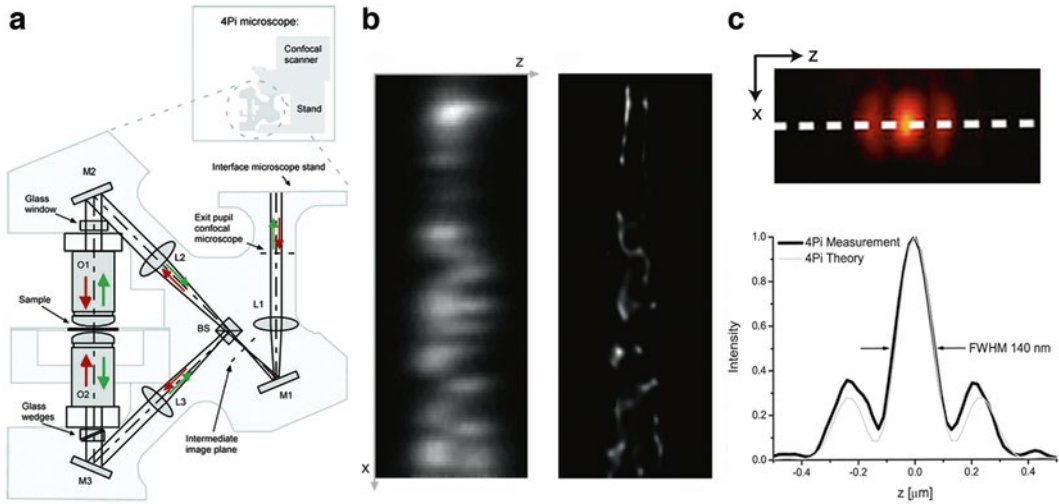 a
4Pi microscope:
Confocal
scanner
Stand
M2
Interface microscope stand
Glass
window
Exit pupil
confocal
microscope
O1
L2
L1
Sample
BS
O2
M1
L3
Glass
wedges
Intermediate
image plane
M3
b
z
x
c
z
x
1.0
4Pi Measurement
4Pi Theory
0.8
0.6
FWHM 140 nm
0.4
0.2
0.0
Intensity
-0.4 -0.2 0.0 0.2 0.4
z [µm]